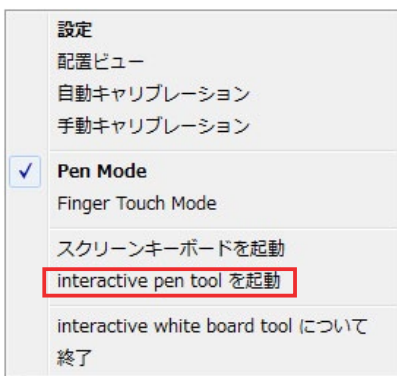 設定
配置ビュー
自動キャリブレーション
手動キャリブレーション
Pen Mode
Finger Touch Mode
スクリーンキーボードを起動
interactive pen tool を起動
interactive white board tool について
終了